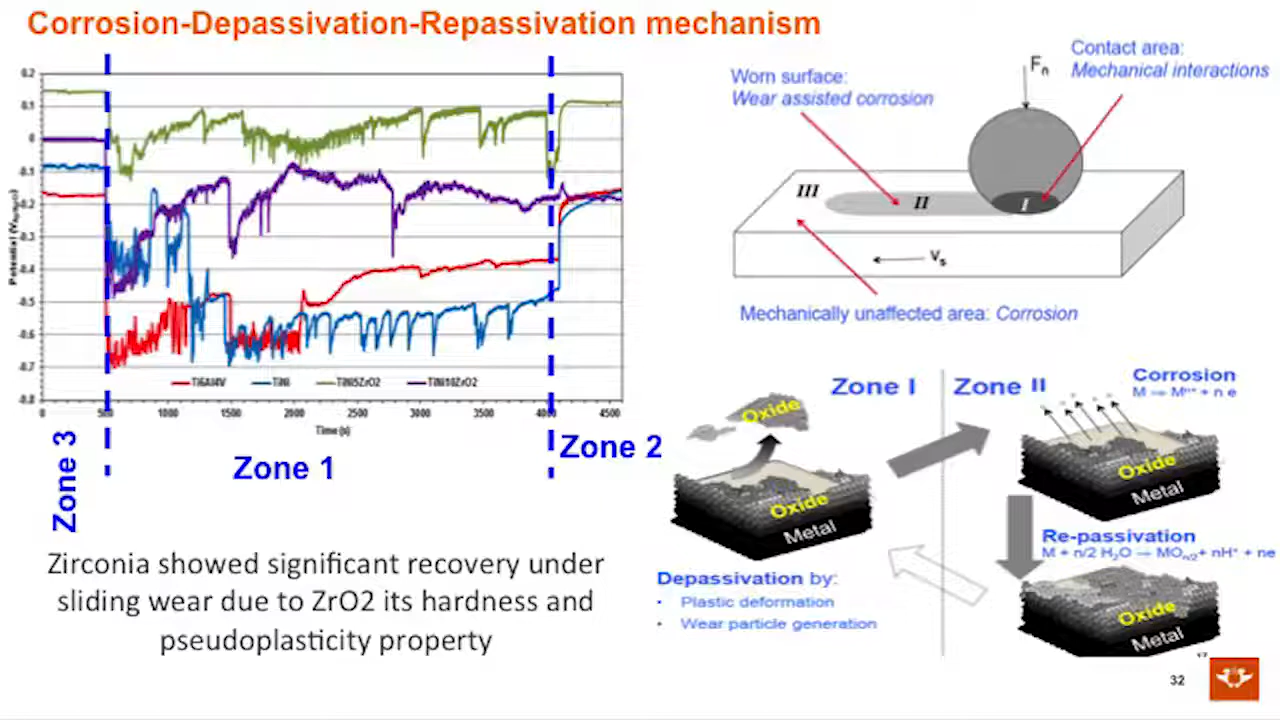 Corrosion-Depassivation-Repassivation mechanism
0.2
0.1
0
-0.1
-0.2
-0.3
-0.4
-0.5
-0.6
-0.7
-0.8
Potential
Ti6Al4V
TiNi
TiNi5ZrO2
TiNi10ZrO2
0 500 1000 1500 2000 2500 3000 3500 4000 4500
Time (s)
Zone 3
Zone 1
Zone 2
Zirconia showed significant recovery under
sliding wear due to ZrO2 its hardness and
pseudoplasticity property
Worn surface:
Wear assisted corrosion
Fn
Contact area:
Mechanical interactions
III
II
I
Vs
Mechanically unaffected area: Corrosion
Zone I
Oxide
Oxide
Metal
Depassivation by:
• Plastic deformation
• Wear particle generation
Zone II
Corrosion
M → Mn+ + n e
Oxide
Metal
Re-passivation
M + n/2 H2O → MOn/2 + nH+ + ne
Oxide
Metal
32